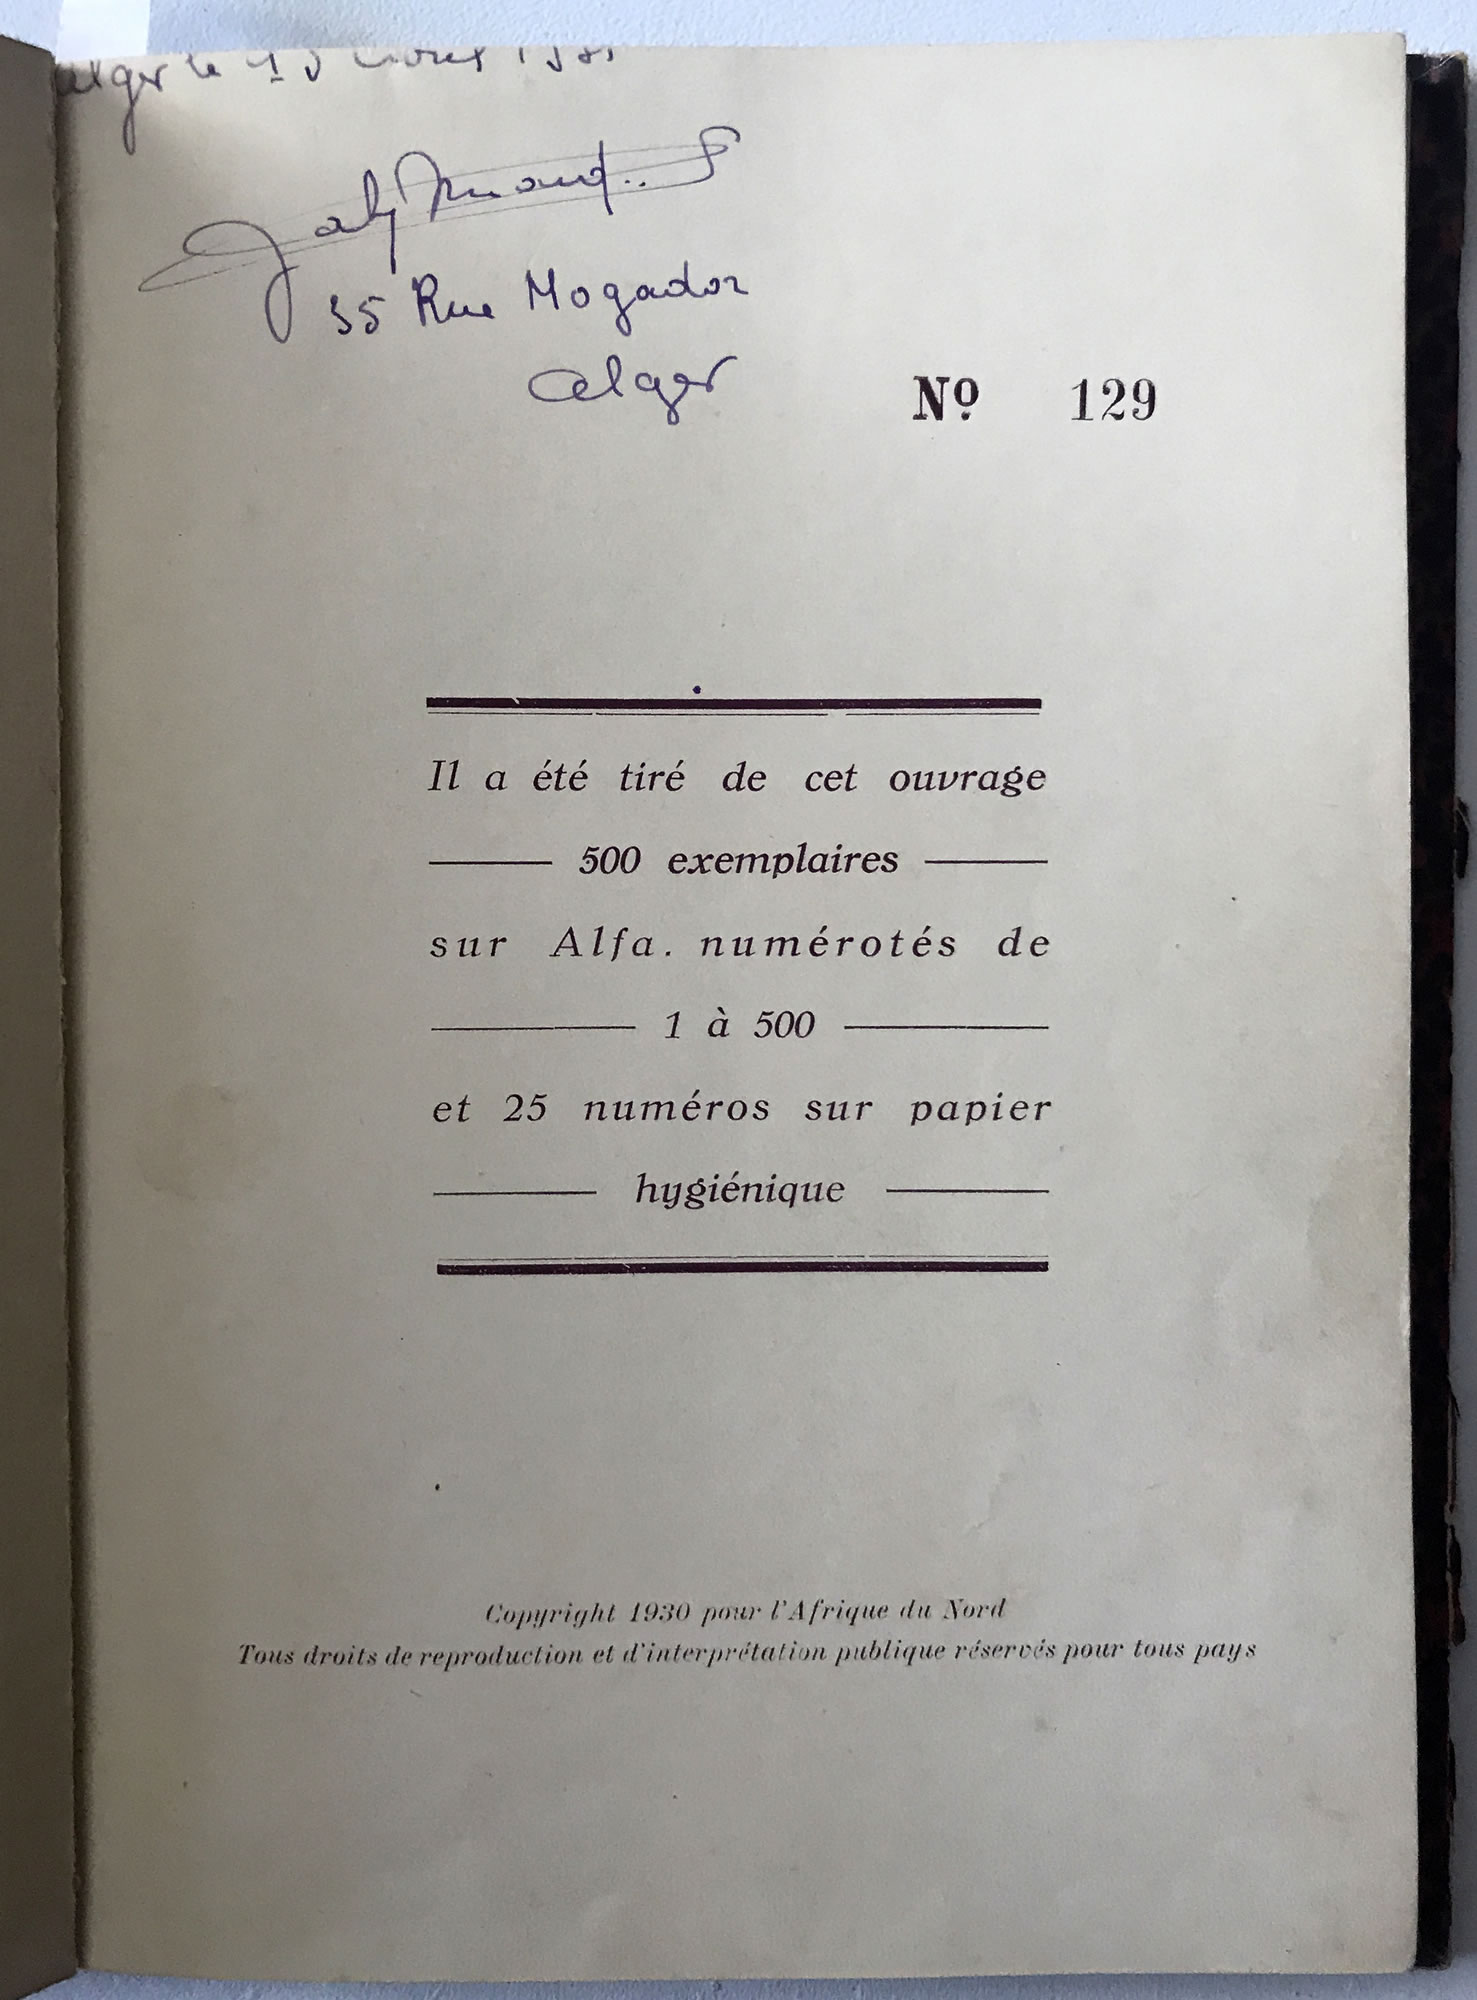 Alger le
35 Rue Mogador
Alger
Nº 129
Il a été tiré de cet ouvrage
500 exemplaires
sur Alfa. numérotés de
1 à 500
et 25 numéros sur papier
hygiénique
Copyright 1930 pour l'Afrique du Nord
Tous droits de reproduction et d'interprétation publique réservés pour tous pays